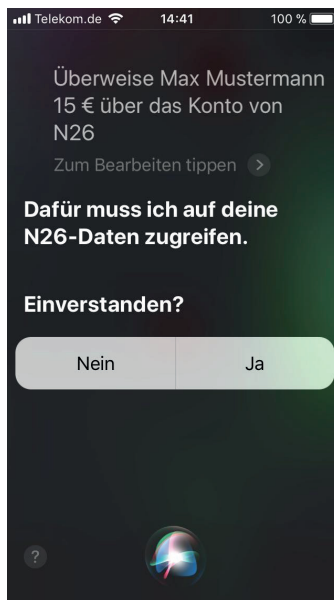 Telekom.de 14:41 100 %
Überweise Max Mustermann
15 € über das Konto von
N26
Zum Bearbeiten tippen
Dafür muss ich auf deine
N26-Daten zugreifen.
Einverstanden?
Nein Ja
?